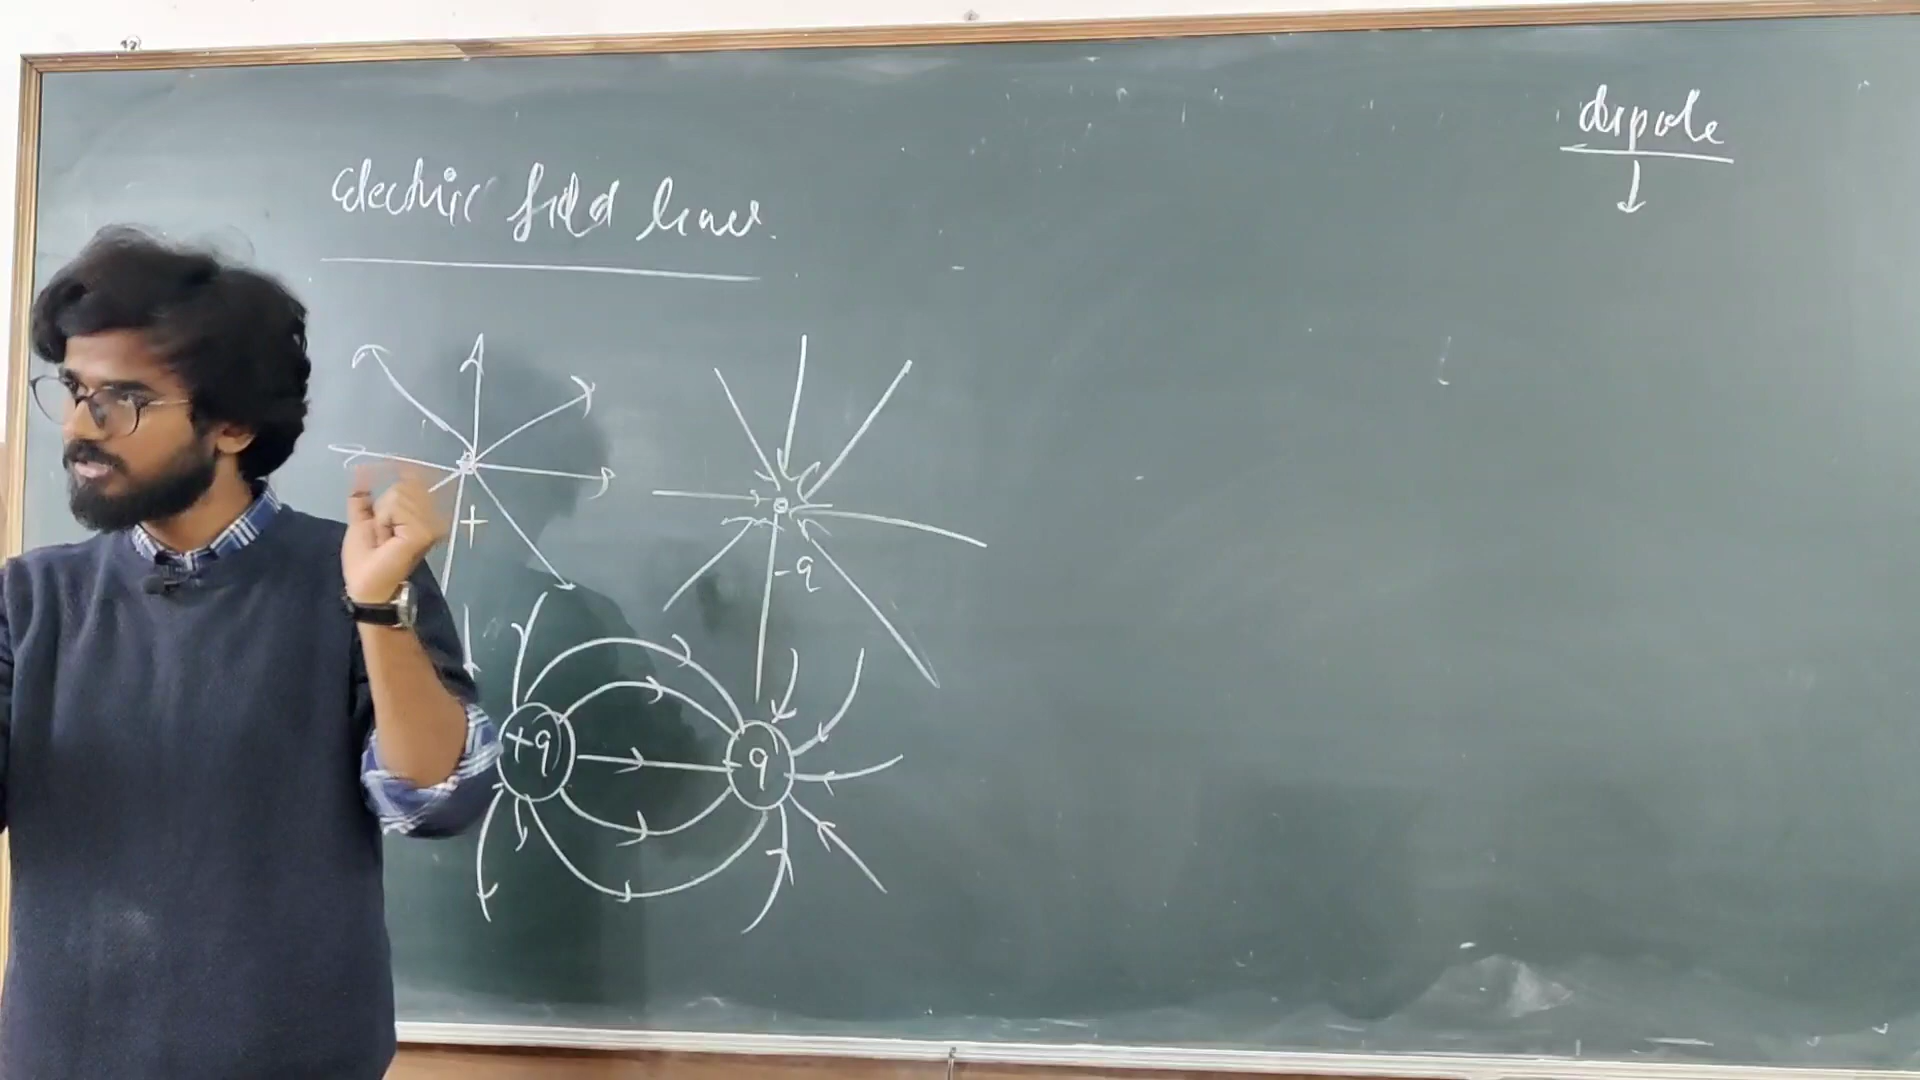 dipole
Electric field lines.
+
-q
+q
-q